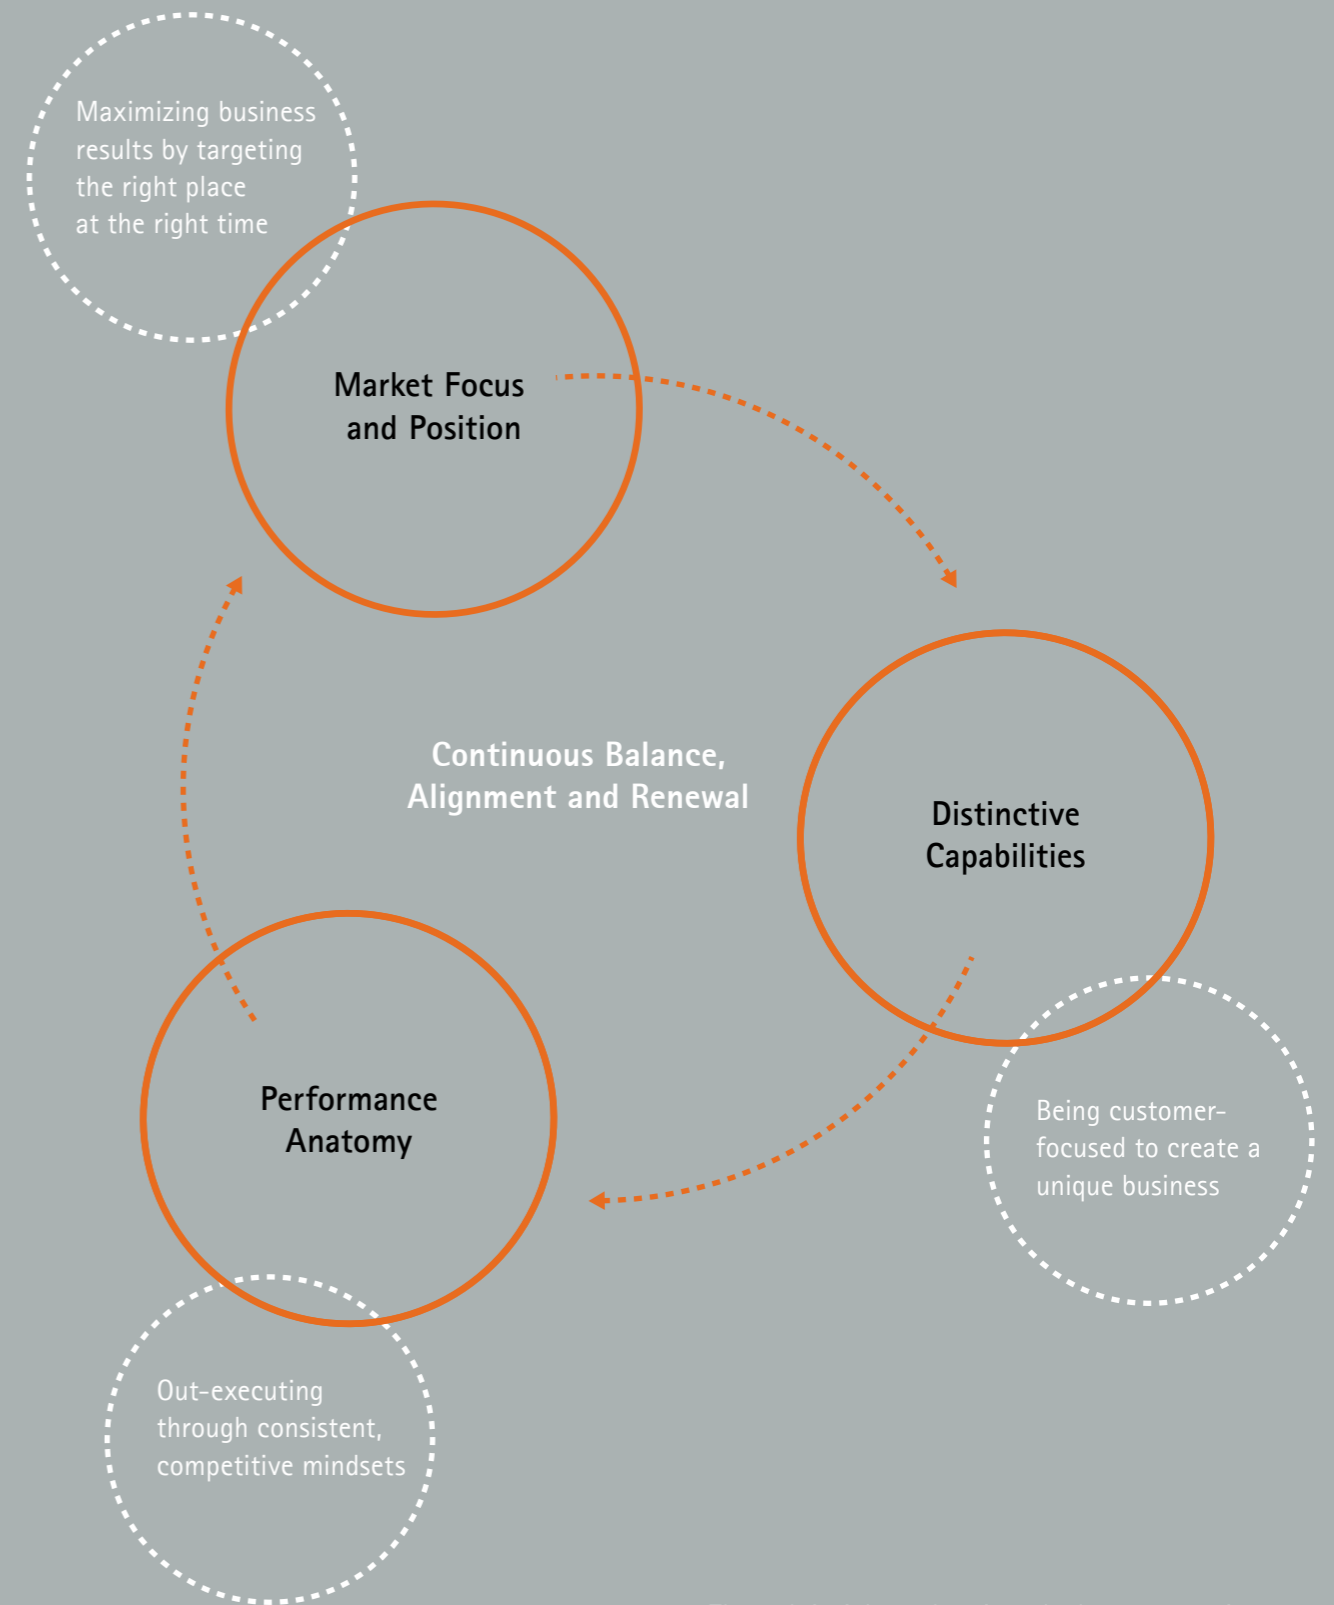 Maximizing business
results by targeting
the right place
at the right time
Market Focus
and Position
Continuous Balance,
Alignment and Renewal
Distinctive
Capabilities
Performance
Anatomy
Being customer-
focused to create a
unique business
Out-executing
through consistent,
competitive mindsets